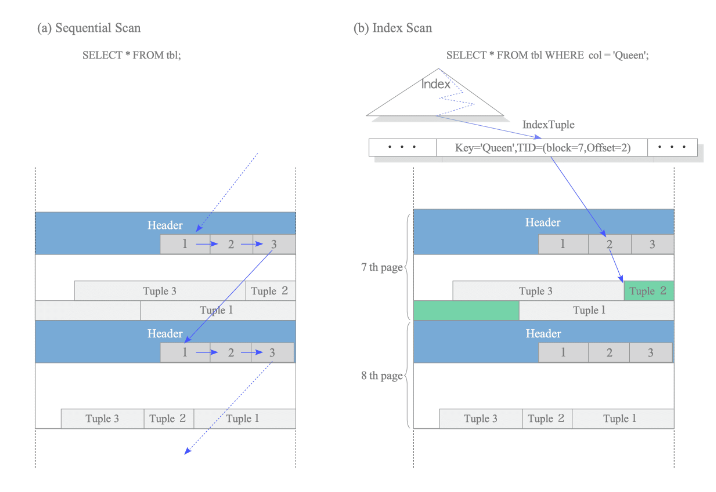 (a) Sequential Scan
SELECT * FROM tbl;
Header
1 2 3
Tuple 3 Tuple 2
Tuple 1
Header
1 2 3
Tuple 3 Tuple 2 Tuple 1
(b) Index Scan
SELECT * FROM tbl WHERE col = 'Queen';
Index
IndexTuple
• • • Key='Queen',TID=(block=7,Offset=2) • • •
7 th page
Header
1 2 3
Tuple 3 Tuple 2
Tuple 1
8 th page
Header
1 2 3
Tuple 3 Tuple 2 Tuple 1